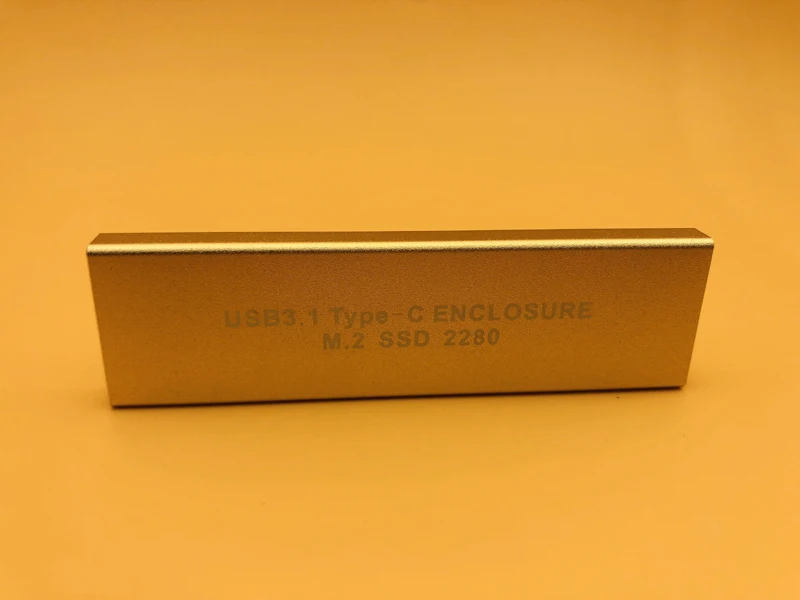 USB3.1 Type-C ENCLOSURE
M.2 SSD 2280